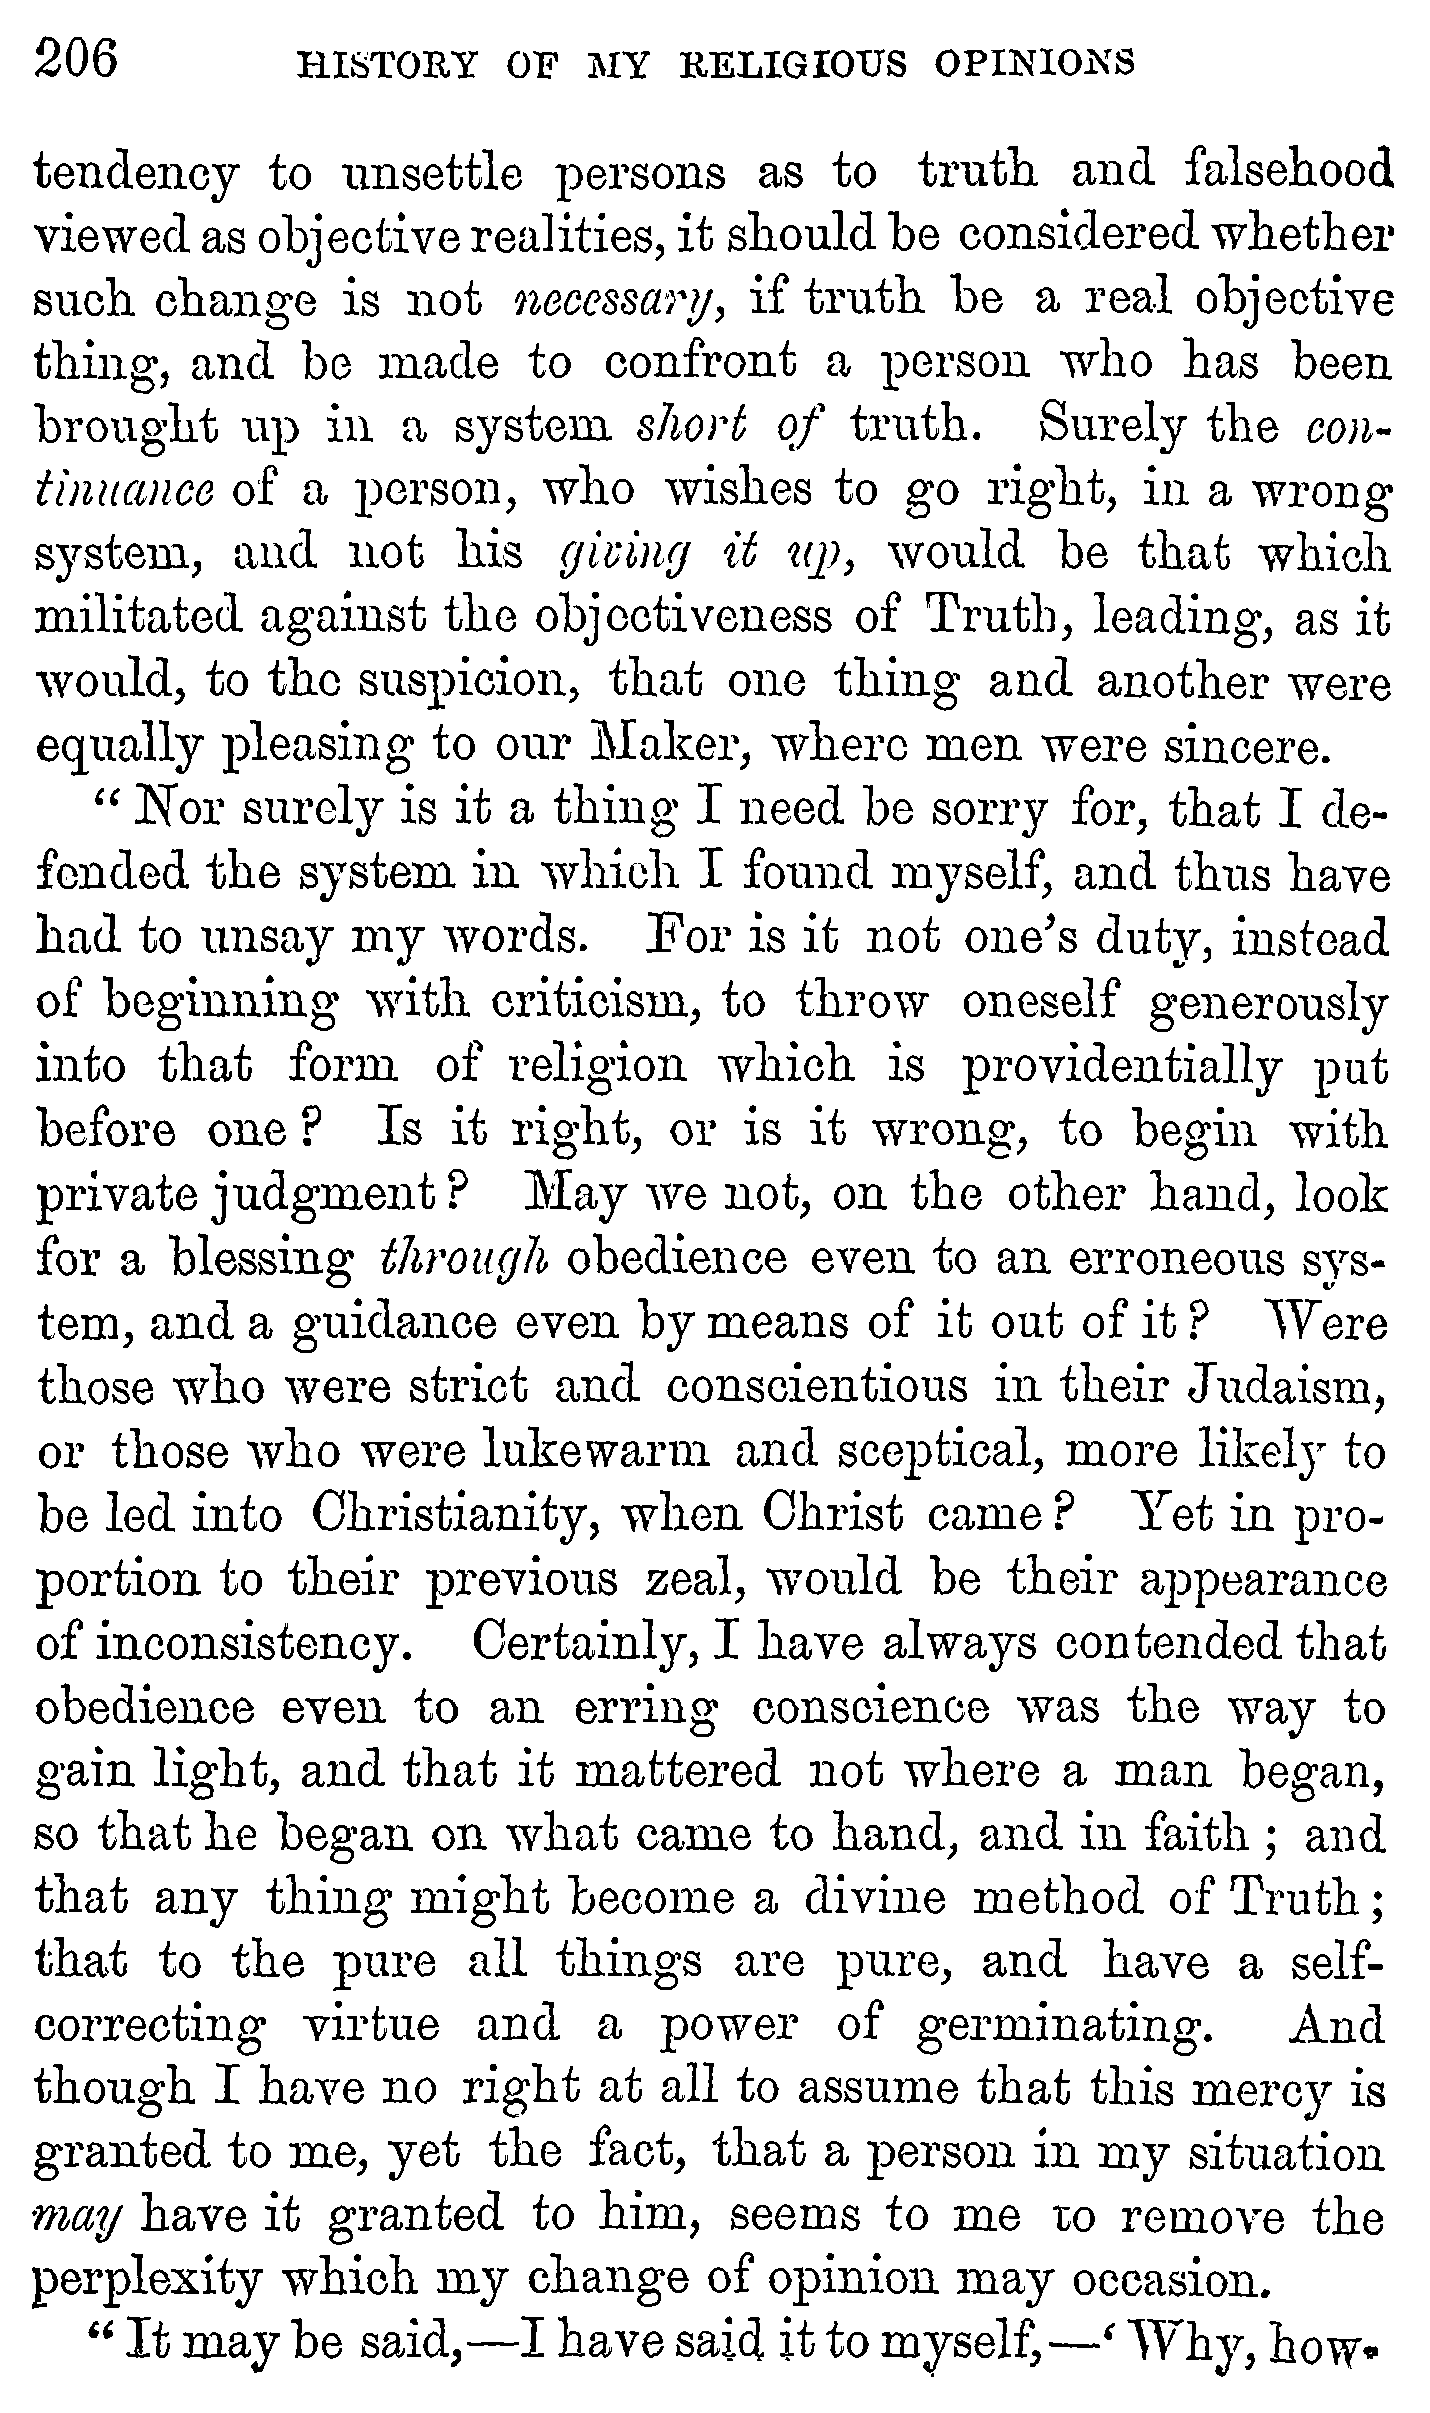 206 HISTORY OF MY RELIGIOUS OPINIONS
tendency to unsettle persons as to truth and falsehood
viewed as objective realities, it should be considered whether
such change is not necessary, if truth be a real objective
thing, and be made to confront a person who has been
brought up in a system short of truth. Surely the con-
tinuance of a person, who wishes to go right, in a wrong
system, and not his giving it up, would be that which
militated against the objectiveness of Truth, leading, as it
would, to the suspicion, that one thing and another were
equally pleasing to our Maker, where men were sincere.
“ Nor surely is it a thing I need be sorry for, that I de-
fended the system in which I found myself, and thus have
had to unsay my words. For is it not one’s duty, instead
of beginning with criticism, to throw oneself generously
into that form of religion which is providentially put
before one ? Is it right, or is it wrong, to begin with
private judgment ? May we not, on the other hand, look
for a blessing through obedience even to an erroneous sys-
tem, and a guidance even by means of it out of it ? Were
those who were strict and conscientious in their Judaism,
or those who were lukewarm and sceptical, more likely to
be led into Christianity, when Christ came ? Yet in pro-
portion to their previous zeal, would be their appearance
of inconsistency. Certainly, I have always contended that
obedience even to an erring conscience was the way to
gain light, and that it mattered not where a man began,
so that he began on what came to hand, and in faith ; and
that any thing might become a divine method of Truth ;
that to the pure all things are pure, and have a self-
correcting virtue and a power of germinating. And
though I have no right at all to assume that this mercy is
granted to me, yet the fact, that a person in my situation
may have it granted to him, seems to me to remove the
perplexity which my change of opinion may occasion.
“ It may be said,—I have said it to myself,—‘ Why, how-